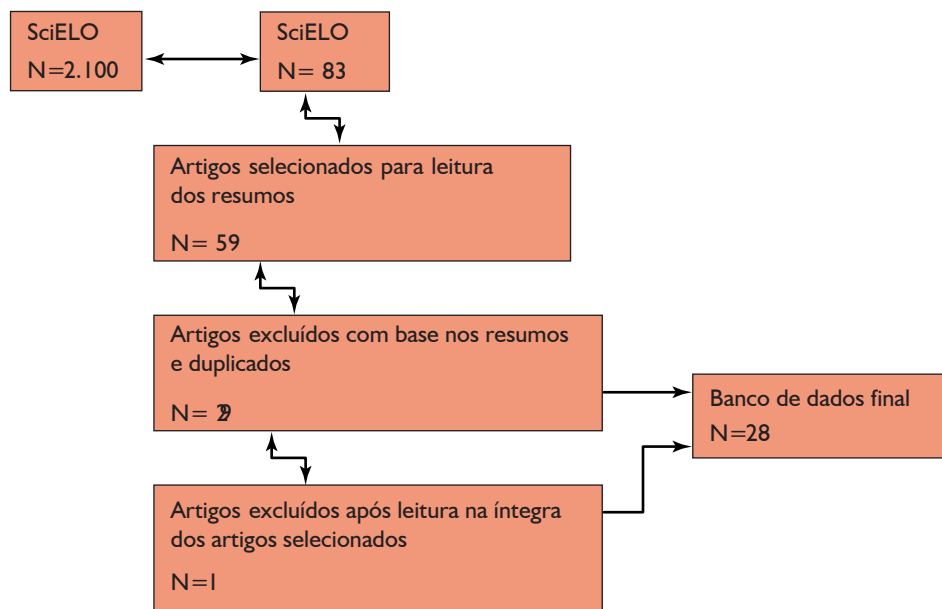 SciELO
N=2.100
SciELO
N= 83
Artigos selecionados para leitura
dos resumos
N= 59
Artigos excluídos com base nos resumos
e duplicados
N=
Banco de dados final
N=28
Artigos excluídos após leitura na íntegra
dos artigos selecionados
N=1